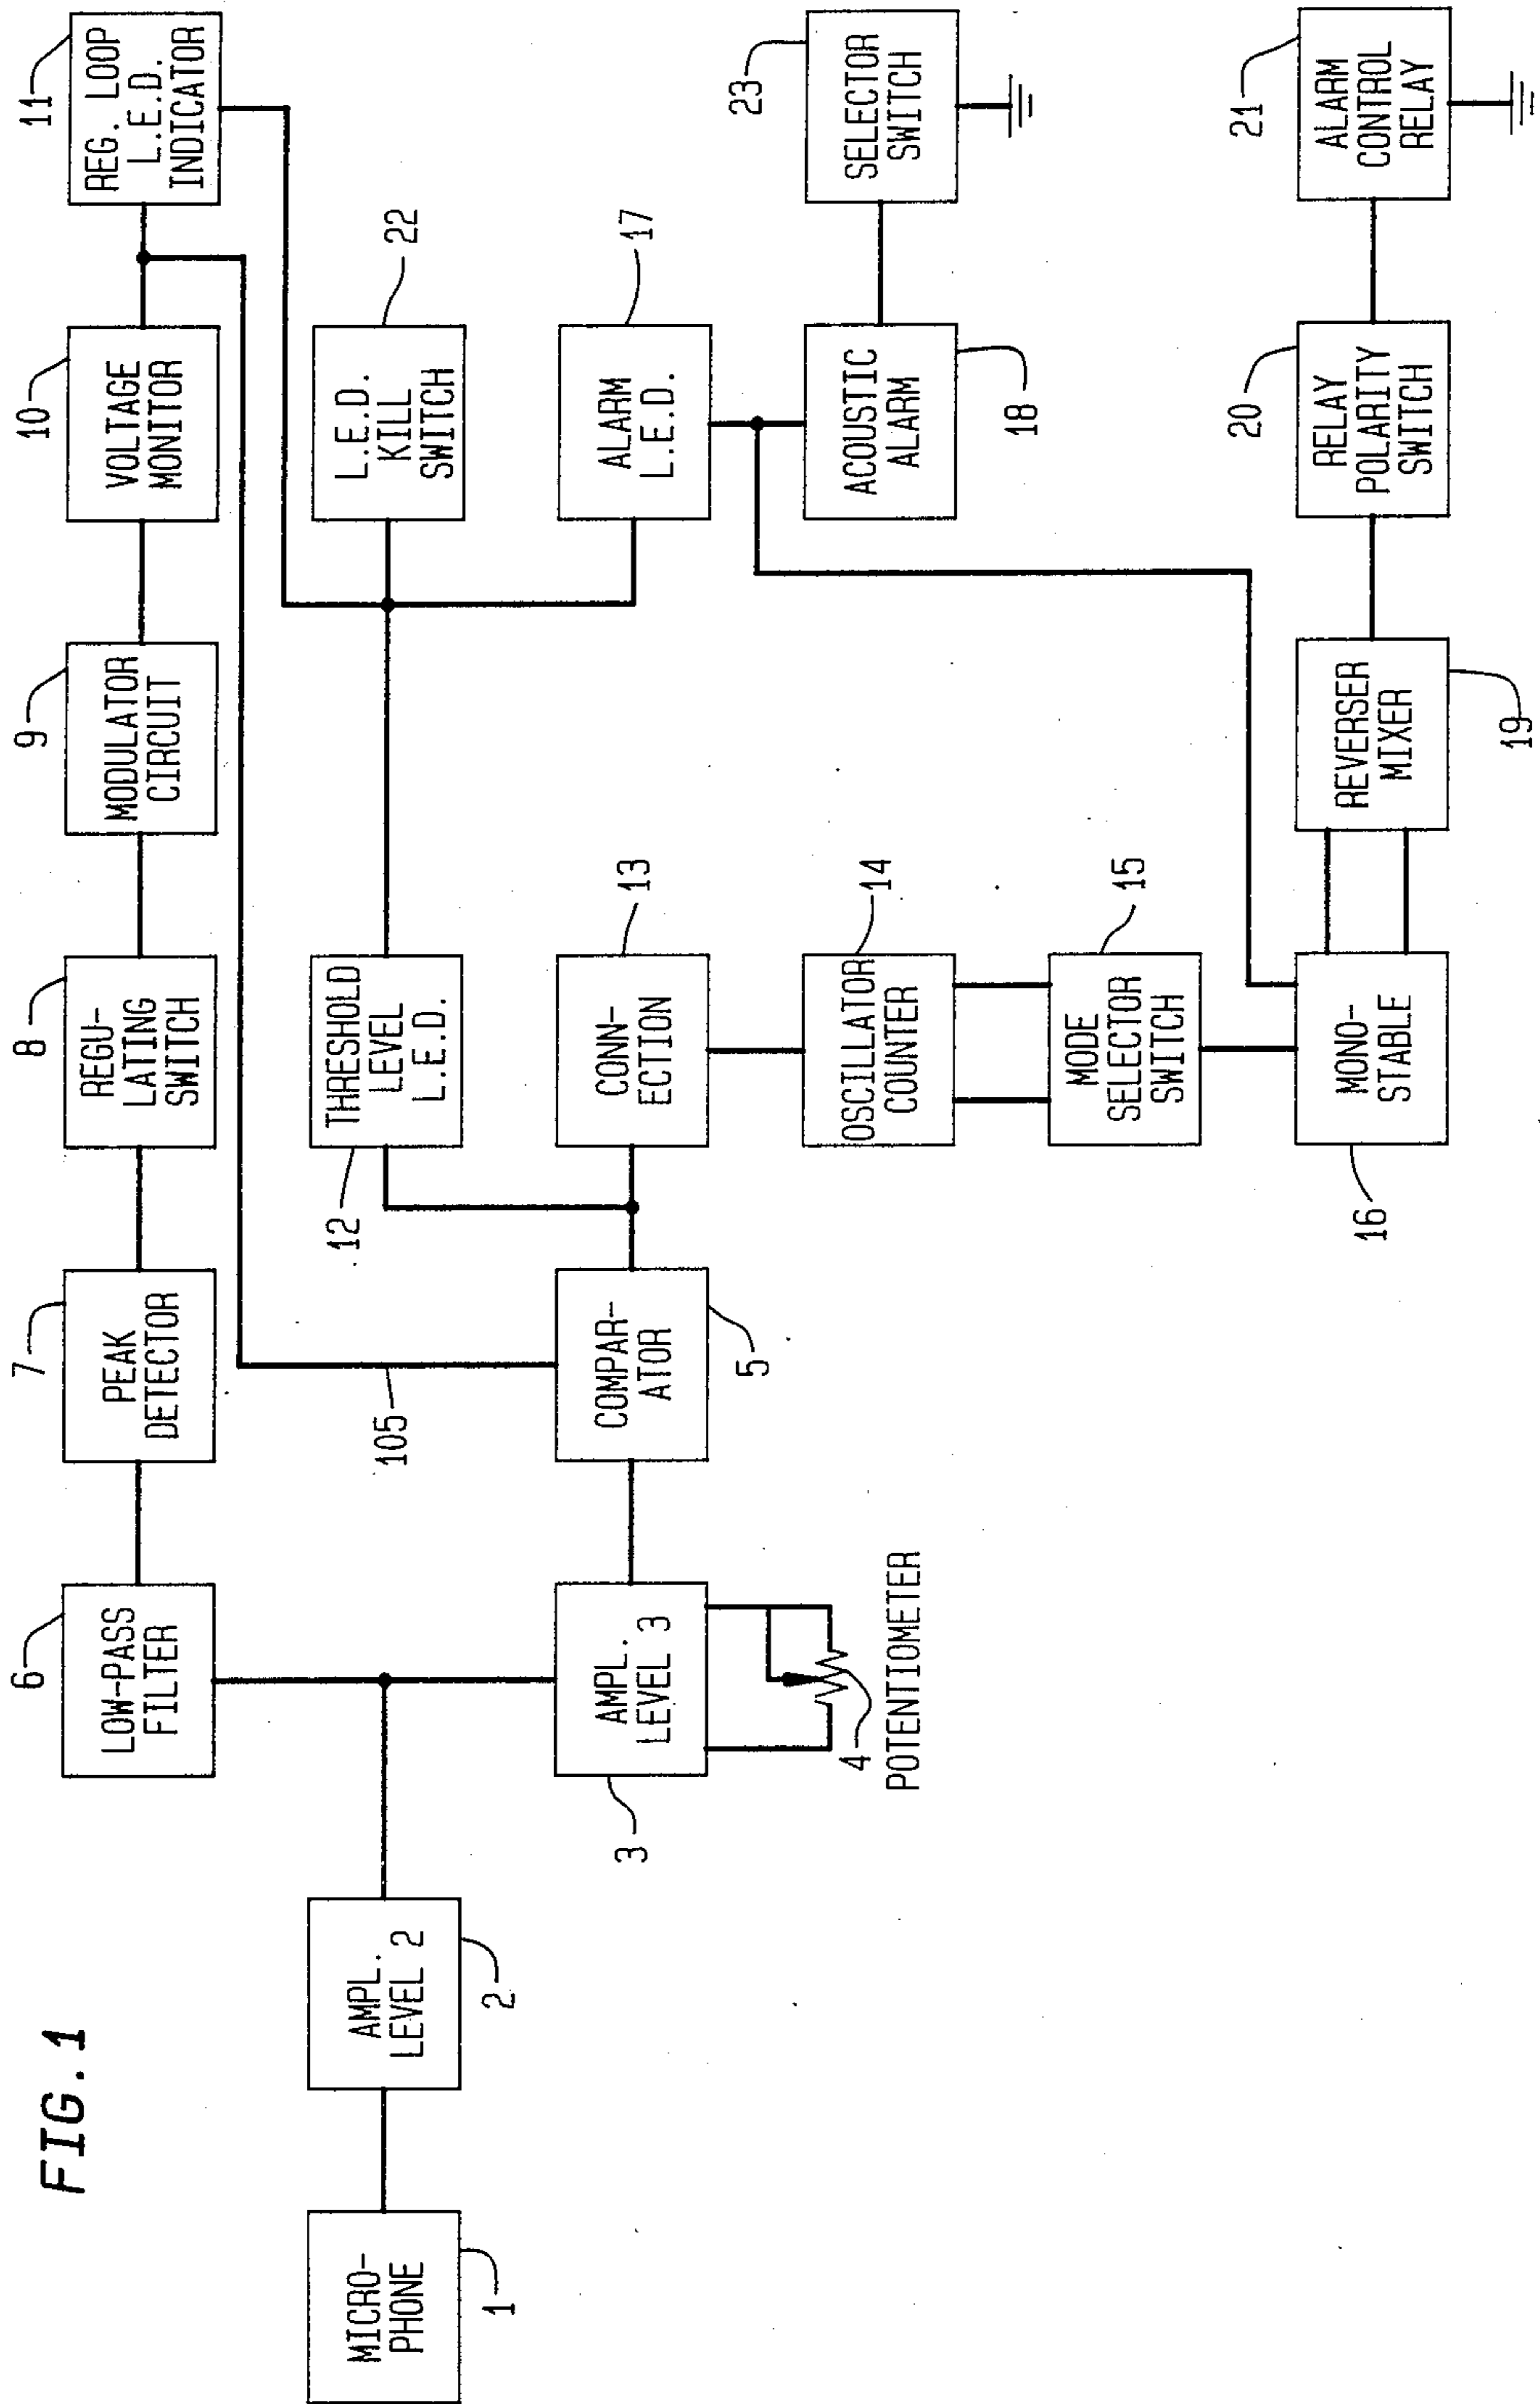 FIG. 1
11
REG. LOOP
L.E.D.
INDICATOR
10
VOLTAGE
MONITOR
9
MODULATOR
CIRCUIT
8
REGU-
LATING
SWITCH
7
PEAK
DETECTOR
6
LOW-PASS
FILTER
MICRO-
PHONE
1
AMPL.
LEVEL 2
2
105
THRESHOLD
LEVEL
L.E.D.
12
L.E.D.
KILL
SWITCH
22
AMPL.
LEVEL 3
3
4
POTENTIOMETER
COMPAR-
ATOR
5
CONN-
ECTION
13
ALARM
L.E.D.
17
OSCILLATOR
COUNTER
14
ACOUSTIC
ALARM
18
SELECTOR
SWITCH
23
MODE
SELECTOR
SWITCH
15
MONO-
STABLE
16
REVERSER
MIXER
19
RELAY
POLARITY
SWITCH
20
ALARM
CONTROL
RELAY
21